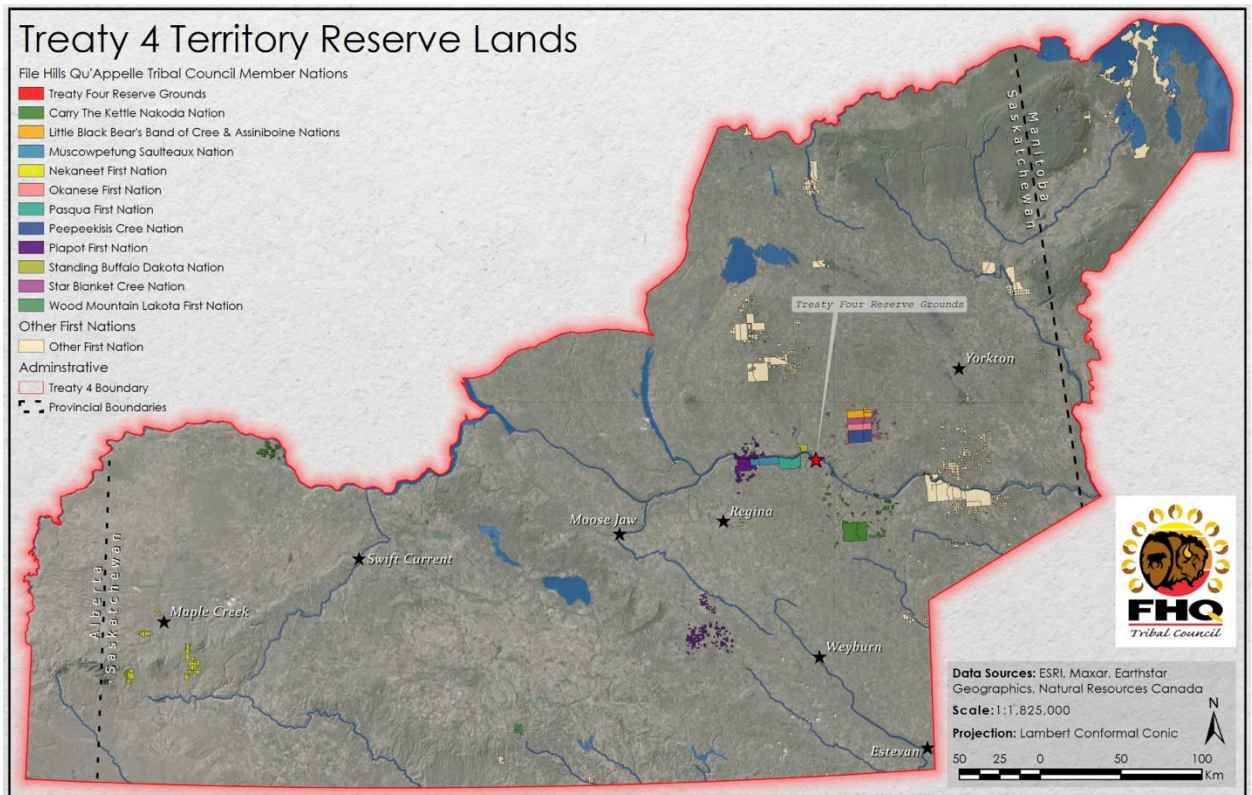 Treaty 4 Territory Reserve Lands
File Hills Qu'Appelle Tribal Council Member Nations
Treaty Four Reserve Grounds
Carry The Kettle Nakoda Nation
Little Black Bear's Band of Cree & Assiniboine Nations
Muscowpetung Saulteaux Nation
Nekaneet First Nation
Okanese First Nation
Pasqua First Nation
Peepeekisis Cree Nation
Piapot First Nation
Standing Buffalo Dakota Nation
Star Blanket Cree Nation
Wood Mountain Lakota First Nation
Other First Nations
Other First Nation
Adminstrative
Treaty 4 Boundary
Provincial Boundaries
Saskatchewan
Manitoba
Treaty Four Reserve Grounds
Yorkton
Regina
Moose Jaw
Swift Current
Maple Creek
Alberta
Saskatchewan
Weyburn
Estevan
FHQ
Tribal Council
Data Sources: ESRI, Maxar, Earthstar
Geographics, Natural Resources Canada
Scale:1:1,825,000
Projection: Lambert Conformal Conic
N
50 25 0 50 100
Km